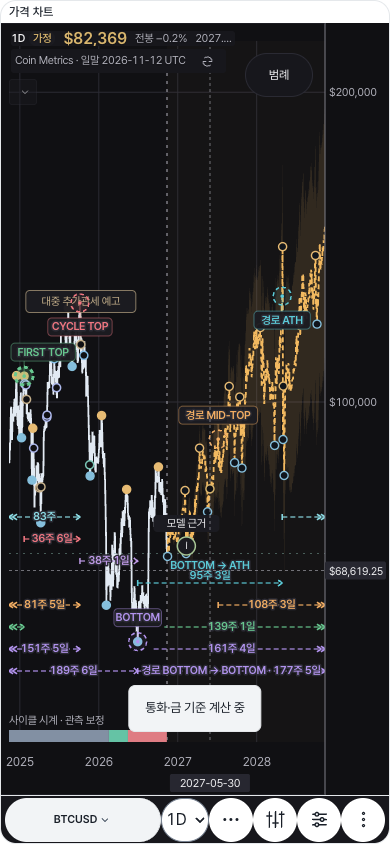 가격 차트
1D 가정 $82,369 전봉 −0.2% 2027....
Coin Metrics · 일말 2026-11-12 UTC
범례
$200,000
대중 추가관세 예고
CYCLE TOP
경로 ATH
FIRST TOP
$100,000
경로 MID-TOP
83주
모델 근거
36주 6일
38주 1일
BOTTOM → ATH
95주 3일
$68,619.25
81주 5일
108주 3일
BOTTOM
139주 1일
151주 5일
161주 4일
189주 6일
경로 BOTTOM → BOTTOM · 177주 5일
통화·금 기준 계산 중
사이클 시계 · 관측 보정
2025 2026 2027 2028
2027-05-30
BTCUSD
1D